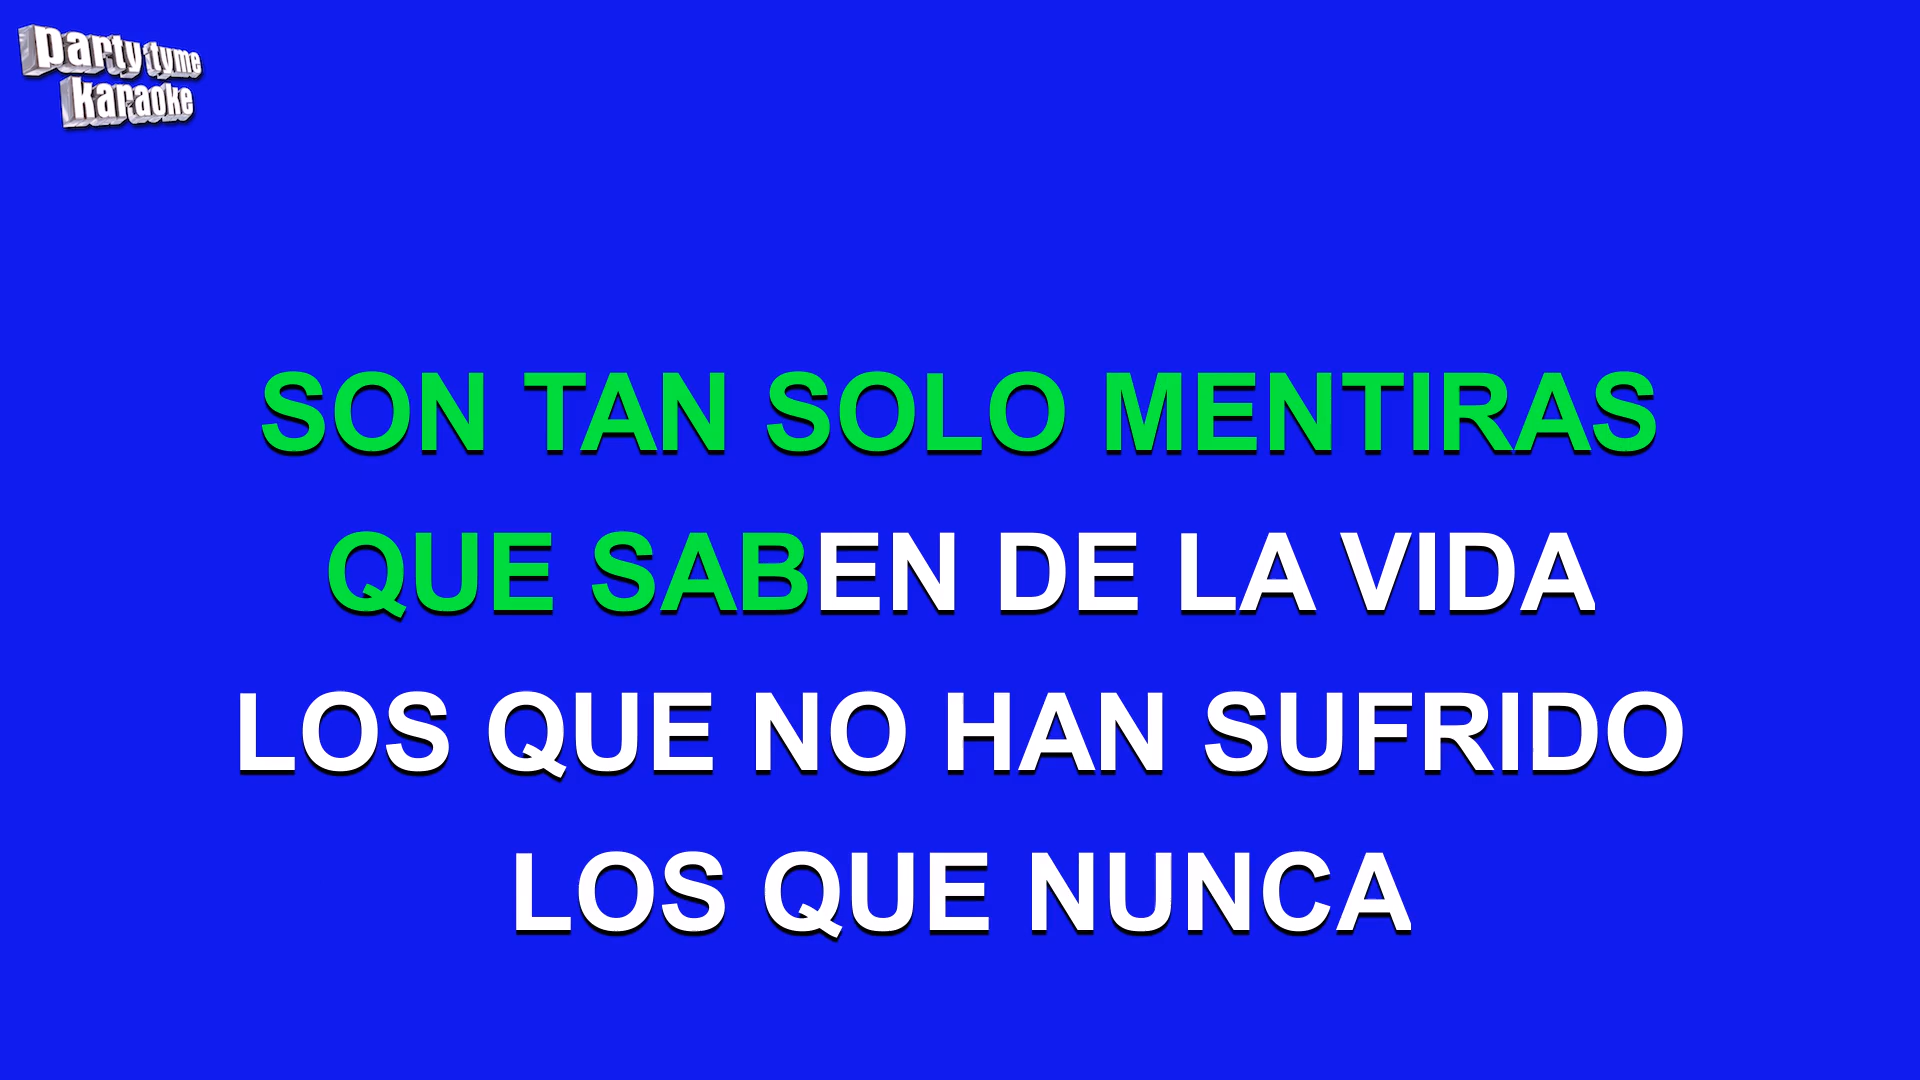 party tyme
karaoke
SON TAN SOLO MENTIRAS
QUE SABEN DE LA VIDA
LOS QUE NO HAN SUFRIDO
LOS QUE NUNCA